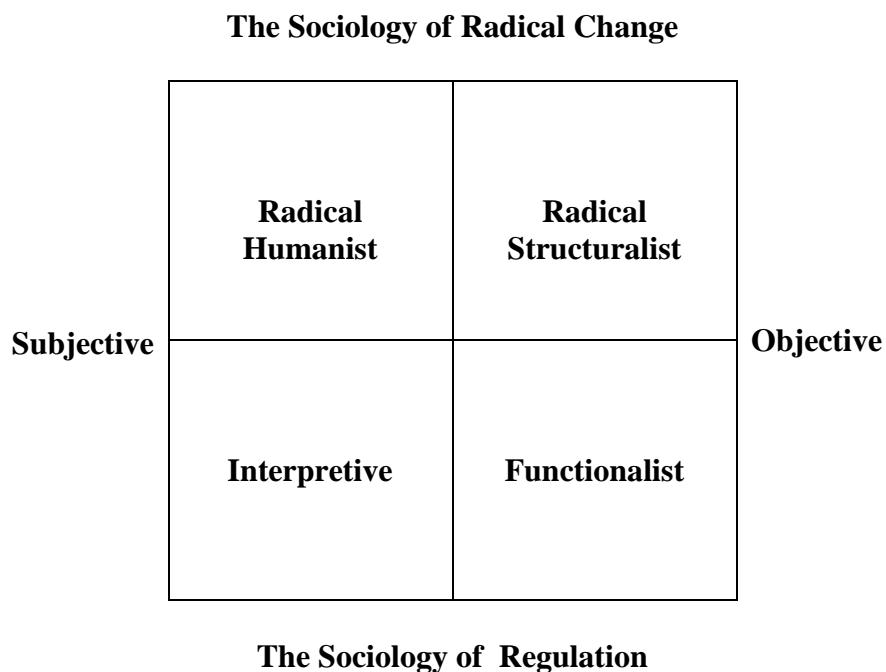 The Sociology of Radical Change
Radical
Humanist
Radical
Structuralist
Subjective
Objective
Interpretive
Functionalist
The Sociology of  Regulation